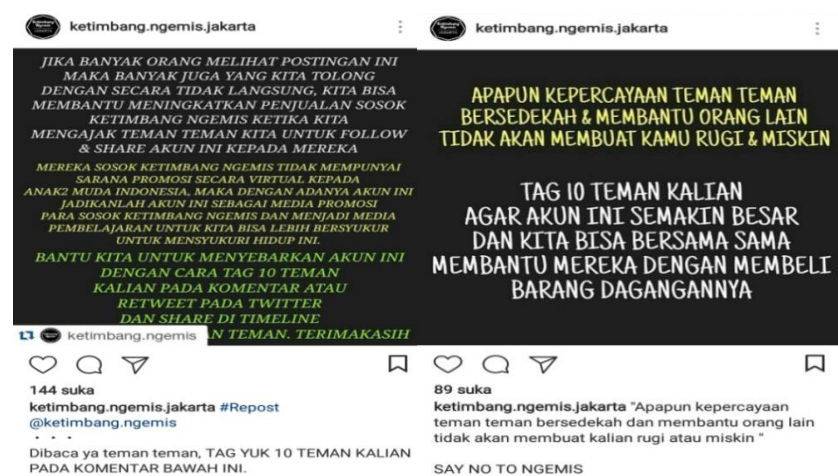 ketimbang.ngemis.jakarta
JIKA BANYAK ORANG MELIHAT POSTINGAN INI
MAKA BANYAK JUGA YANG KITA TOLONG
DENGAN SECARA TIDAK LANGSUNG, KITA BISA
MEMBANTU MENINGKATKAN PENJUALAN SOSOK
KETIMBANG NGEMIS KETIKA KITA
MENGAJAK TEMAN TEMAN KITA UNTUK FOLLOW
& SHARE AKUN INI KEPADA MEREKA
MEREKA SOSOK KETIMBANG NGEMIS TIDAK MEMPUNYAI
SARANA PROMOSI SECARA VIRTUAL KEPADA
ANAK2 MUDA INDONESIA, MAKA DENGAN ADANYA AKUN INI
JADIKANLAH AKUN INI SEBAGAI MEDIA PROMOSI
PARA SOSOK KETIMBANG NGEMIS DAN MENJADI MEDIA
PEMBELAJARAN UNTUK KITA BISA LEBIH BERSYUKUR
UNTUK MENSYUKURI HIDUP INI.
BANTU KITA UNTUK MENYEBARKAN AKUN INI
DENGAN CARA TAG 10 TEMAN
KALIAN PADA KOMENTAR ATAU
RETWEET PADA TWITTER
DAN SHARE DI TIMELINE
ketimbang.ngemis N TEMAN. TERIMAKASIH
144 suka
ketimbang.ngemis.jakarta #Repost
@ketimbang.ngemis
・・・
Dibaca ya teman teman, TAG YUK 10 TEMAN KALIAN
PADA KOMENTAR BAWAH INI.
ketimbang.ngemis.jakarta
APAPUN KEPERCAYAAN TEMAN TEMAN
BERSEDEKAH & MEMBANTU ORANG LAIN
TIDAK AKAN MEMBUAT KAMU RUGI & MISKIN
TAG 10 TEMAN KALIAN
AGAR AKUN INI SEMAKIN BESAR
DAN KITA BISA BERSAMA SAMA
MEMBANTU MEREKA DENGAN MEMBELI
BARANG DAGANGANNYA
89 suka
ketimbang.ngemis.jakarta "Apapun kepercayaan
teman teman bersedekah dan membantu orang lain
tidak akan membuat kalian rugi atau miskin "
SAY NO TO NGEMIS